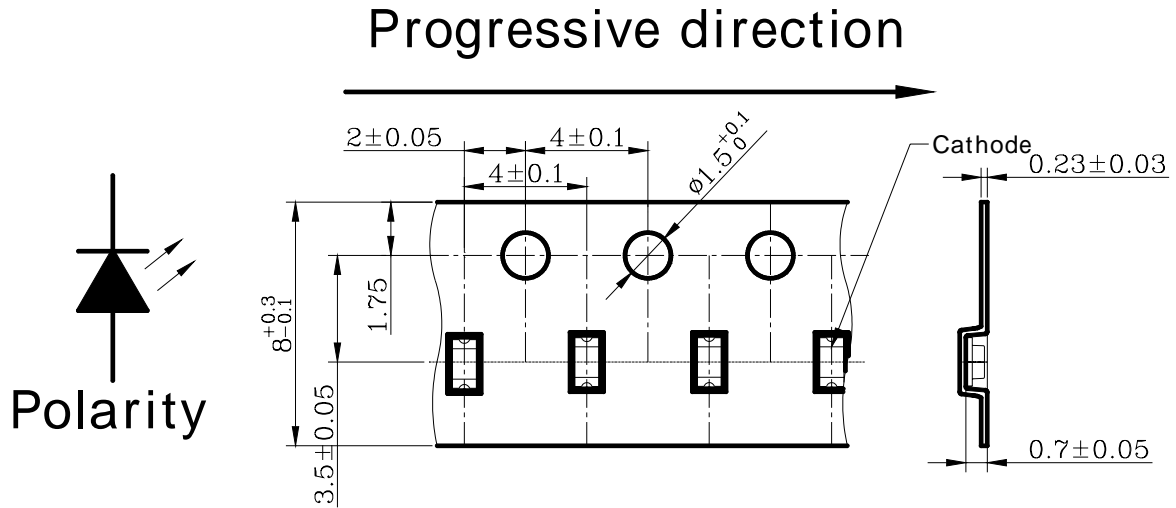 Progressive direction
2±0.05
4±0.1
4±0.1
ø1.5 +0.1 0
Cathode
0.23±0.03
8 +0.3 -0.1
1.75
3.5±0.05
Polarity
0.7±0.05